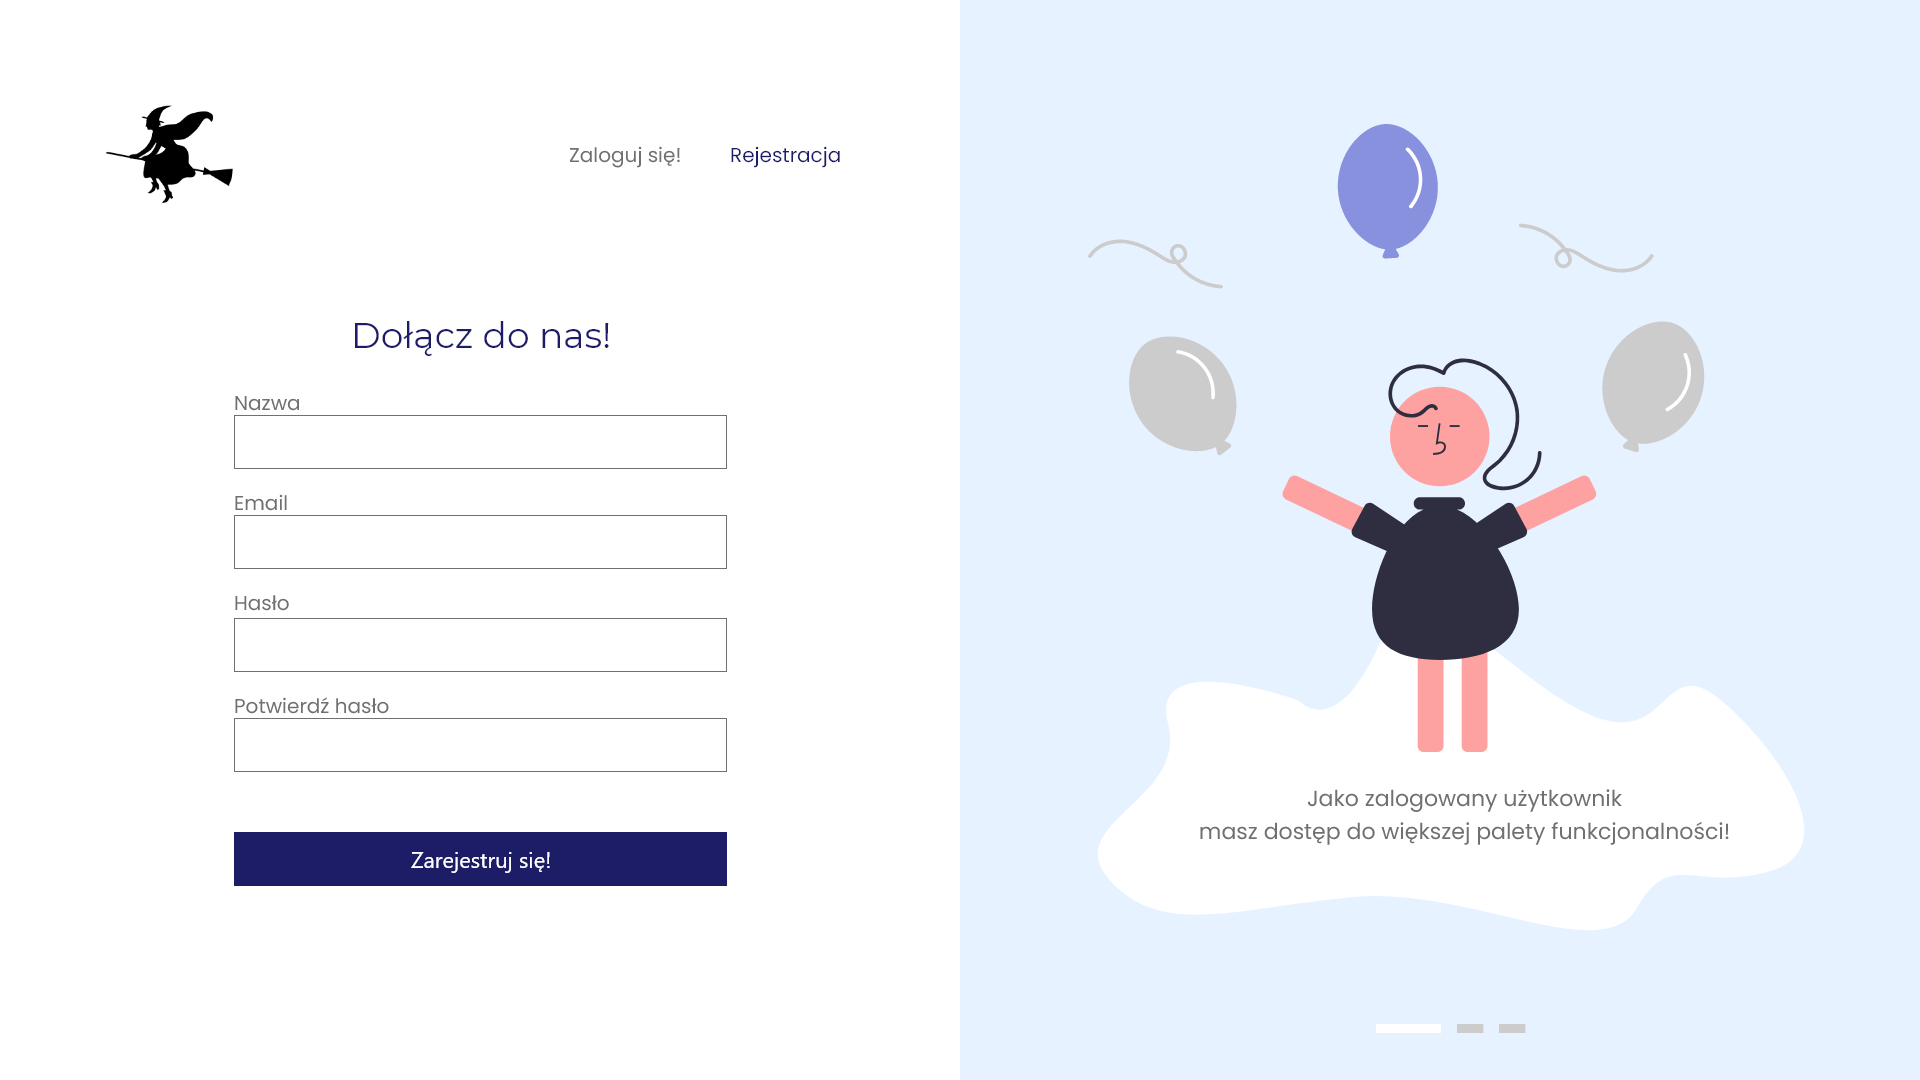 Zaloguj się!
Rejestracja
Dołącz do nas!
Nazwa
Email
Hasło
Potwierdź hasło
Zarejestruj się!
Jako zalogowany użytkownik
masz dostęp do większej palety funkcjonalności!